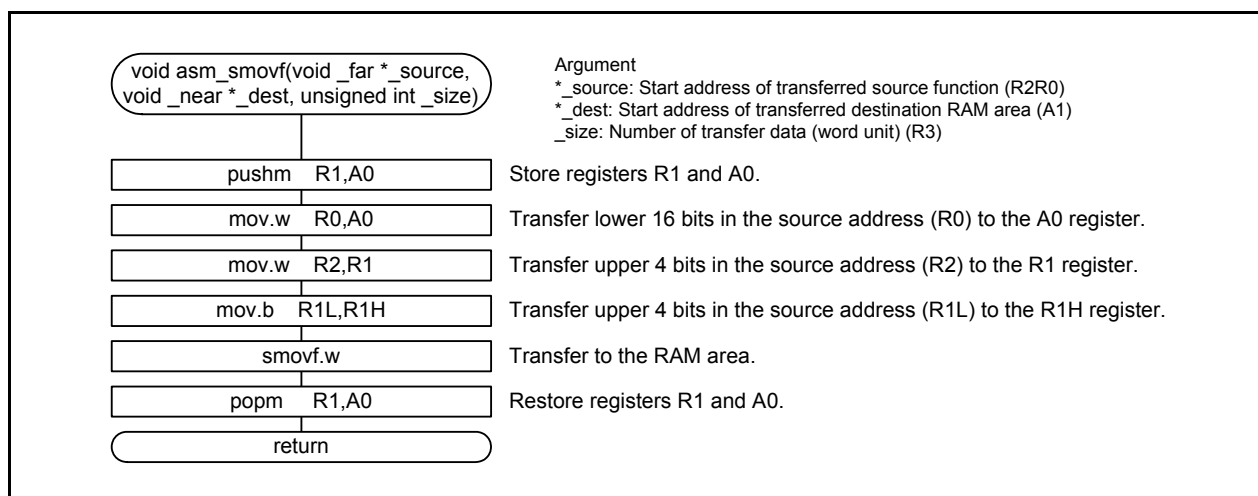 void asm_smovf(void _far *_source,
void _near *_dest, unsigned int _size)
Argument
*_source: Start address of transferred source function (R2R0)
*_dest: Start address of transferred destination RAM area (A1)
_size: Number of transfer data (word unit) (R3)
pushm R1,A0 Store registers R1 and A0.
mov.w R0,A0 Transfer lower 16 bits in the source address (R0) to the A0 register.
mov.w R2,R1 Transfer upper 4 bits in the source address (R2) to the R1 register.
mov.b R1L,R1H Transfer upper 4 bits in the source address (R1L) to the R1H register.
smovf.w Transfer to the RAM area.
popm R1,A0 Restore registers R1 and A0.
return